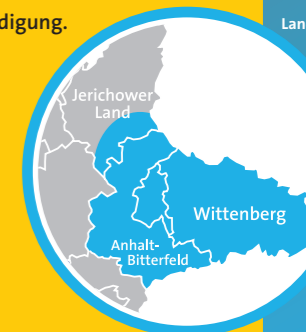 digung.
Lan
Jerichower
Land
Wittenberg
Anhalt-
Bitterfeld